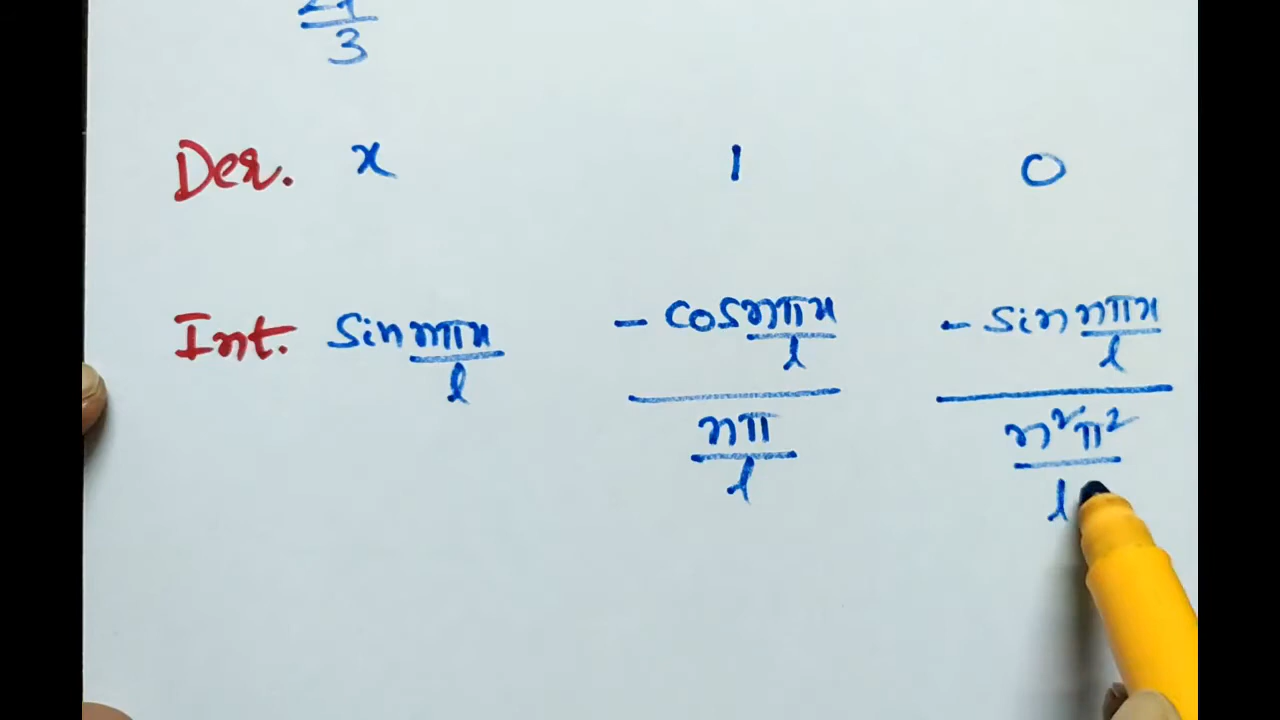 3
Der. x 1 0
Int. Sin nπx/l - Cos nπx/l / nπ/l - Sin nπx/l / n²π²/l